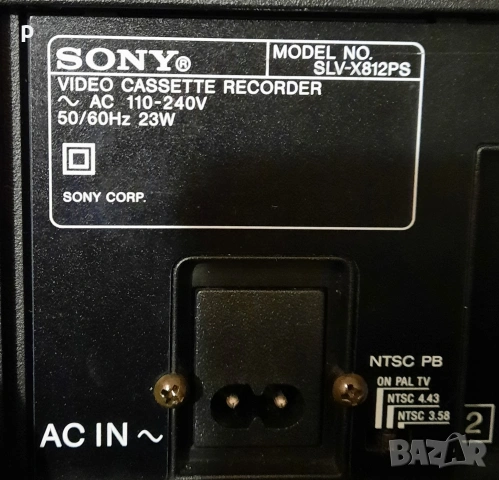 P
SONY®
MODEL NO.
SLV-X812PS
VIDEO CASSETTE RECORDER
~ AC 110-240V
50/60Hz 23W
SONY CORP.
NTSC PB
ON PAL TV
NTSC 4.43
NTSC 3.58
2
AC IN ~
BAZAR